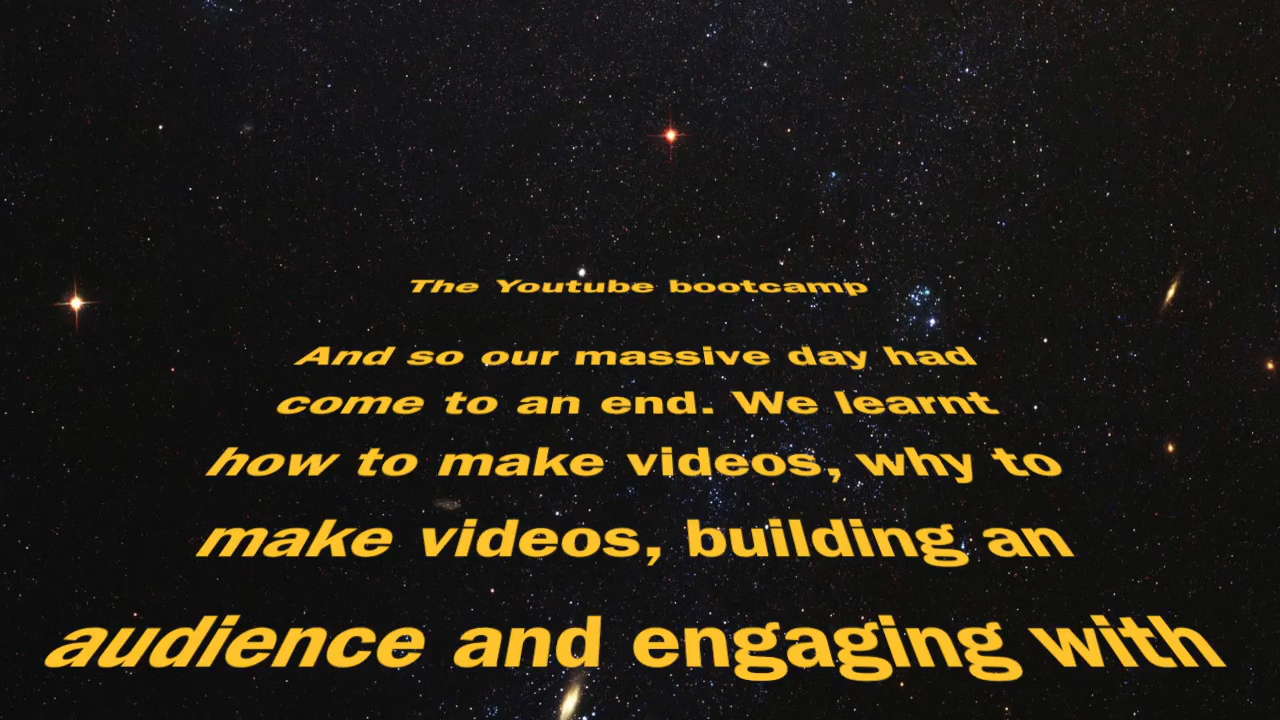 The Youtube bootcamp
And so our massive day had
come to an end. We learnt
how to make videos, why to
make videos, building an
audience and engaging with